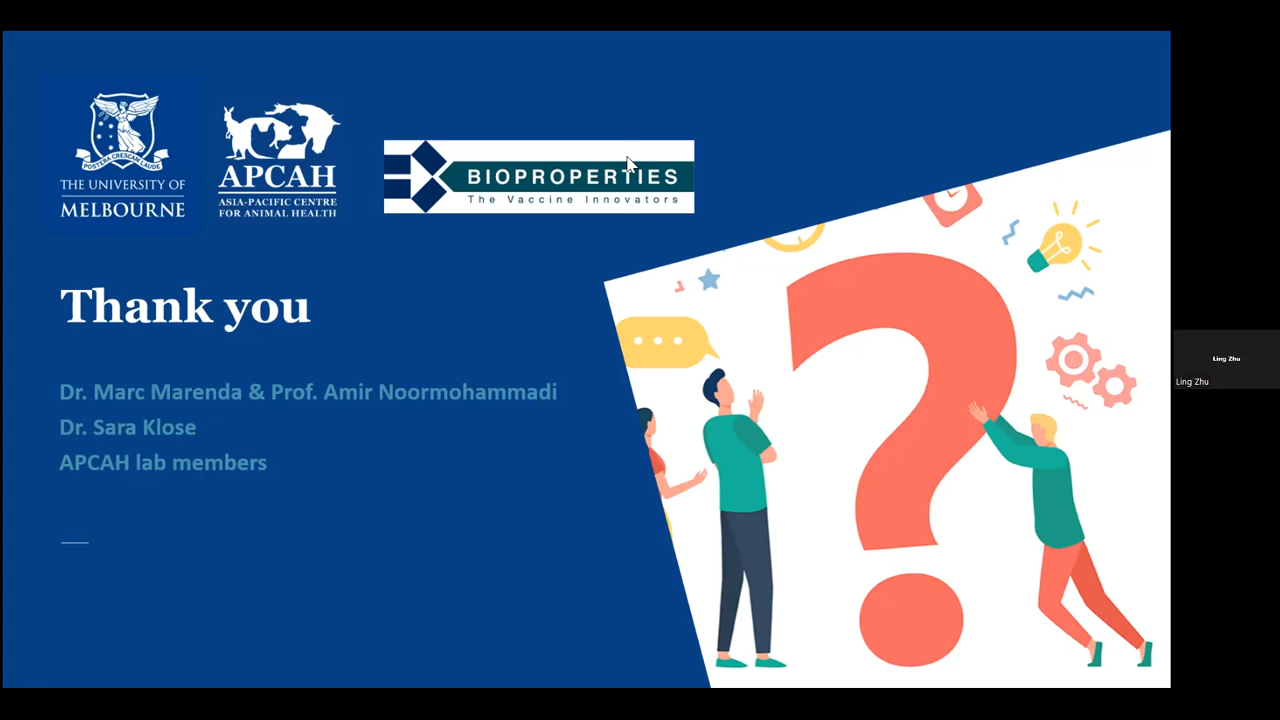 POSTERA CRESCAM LAUDE
THE UNIVERSITY OF
MELBOURNE
APCAH
ASIA-PACIFIC CENTRE
FOR ANIMAL HEALTH
BIOPROPERTIES
The Vaccine Innovators
Thank you
Dr. Marc Marenda & Prof. Amir Noormohammadi
Dr. Sara Klose
APCAH lab members
Ling Zhu
Ling Zhu